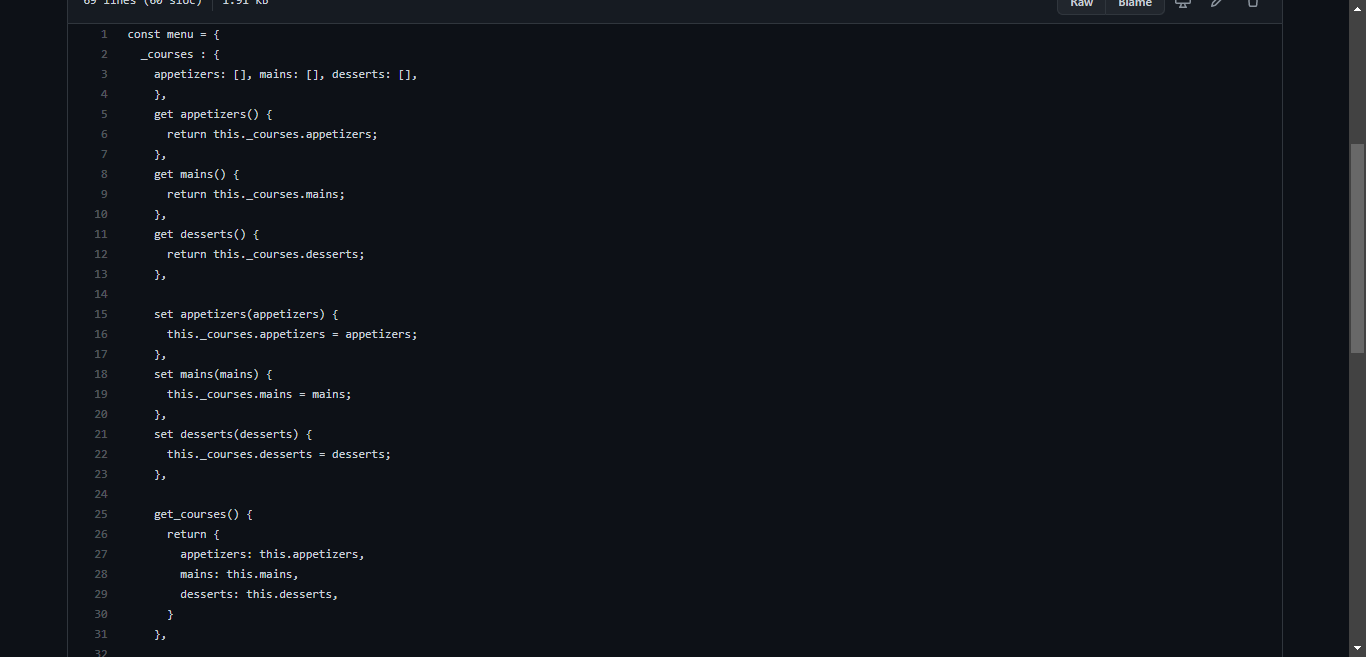 69 lines (60 sloc) 1.91 KB
Raw Blame
1 const menu = {
2 _courses : {
3 appetizers: [], mains: [], desserts: [],
4 },
5 get appetizers() {
6 return this._courses.appetizers;
7 },
8 get mains() {
9 return this._courses.mains;
10 },
11 get desserts() {
12 return this._courses.desserts;
13 },
14
15 set appetizers(appetizers) {
16 this._courses.appetizers = appetizers;
17 },
18 set mains(mains) {
19 this._courses.mains = mains;
20 },
21 set desserts(desserts) {
22 this._courses.desserts = desserts;
23 },
24
25 get_courses() {
26 return {
27 appetizers: this.appetizers,
28 mains: this.mains,
29 desserts: this.desserts,
30 }
31 },
32